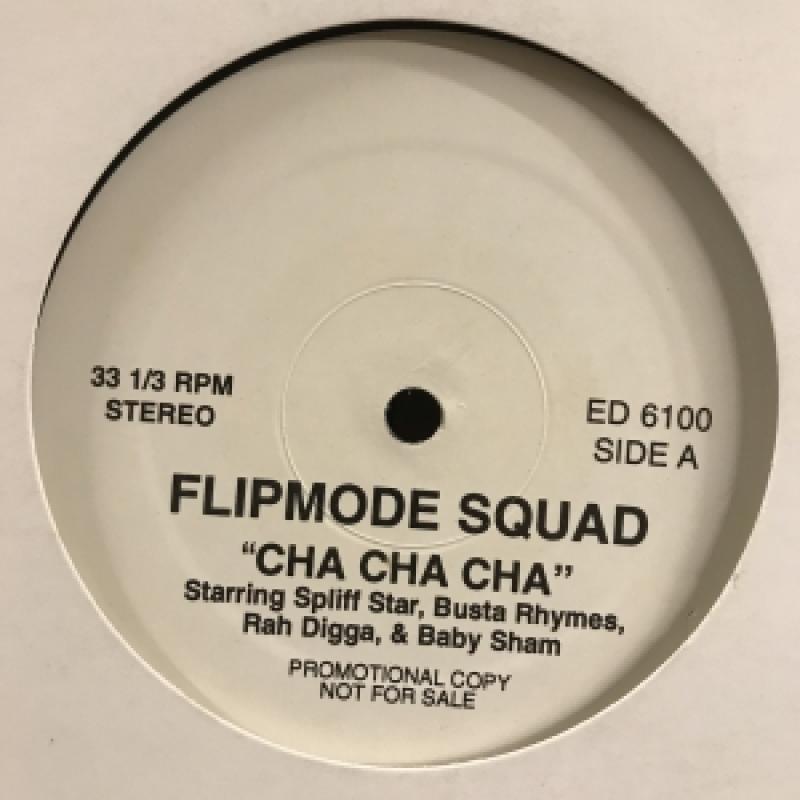 33 1/3 RPM
STEREO
ED 6100
SIDE A
FLIPMODE SQUAD
“CHA CHA CHA”
Starring Spliff Star, Busta Rhymes,
Rah Digga, & Baby Sham
PROMOTIONAL COPY
NOT FOR SALE